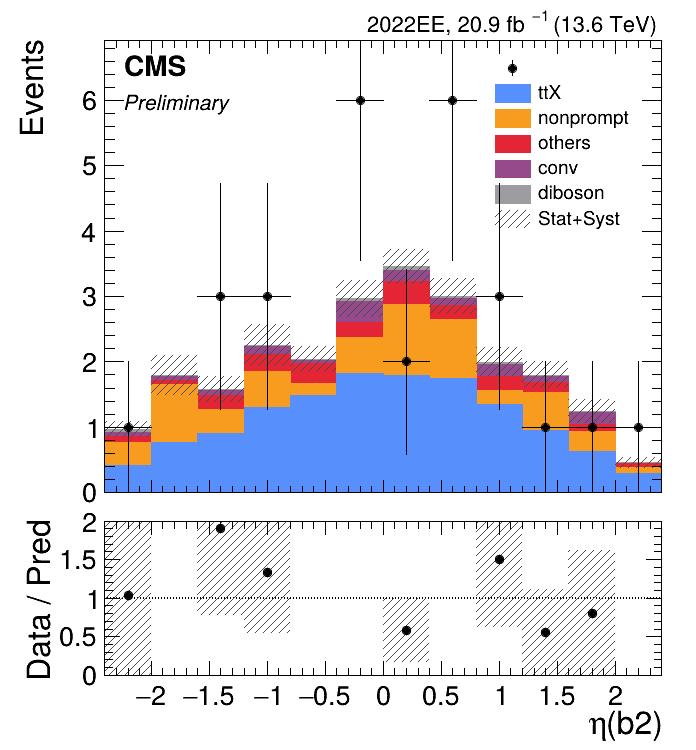 2022EE, 20.9 fb ⁻¹ (13.6 TeV)
Events
CMS
Preliminary
ttX
nonprompt
others
conv
diboson
Stat+Syst
6
5
4
3
2
1
0
Data / Pred
2
1.5
1
0.5
0
−2 −1.5 −1 −0.5 0 0.5 1 1.5 2
η(b2)